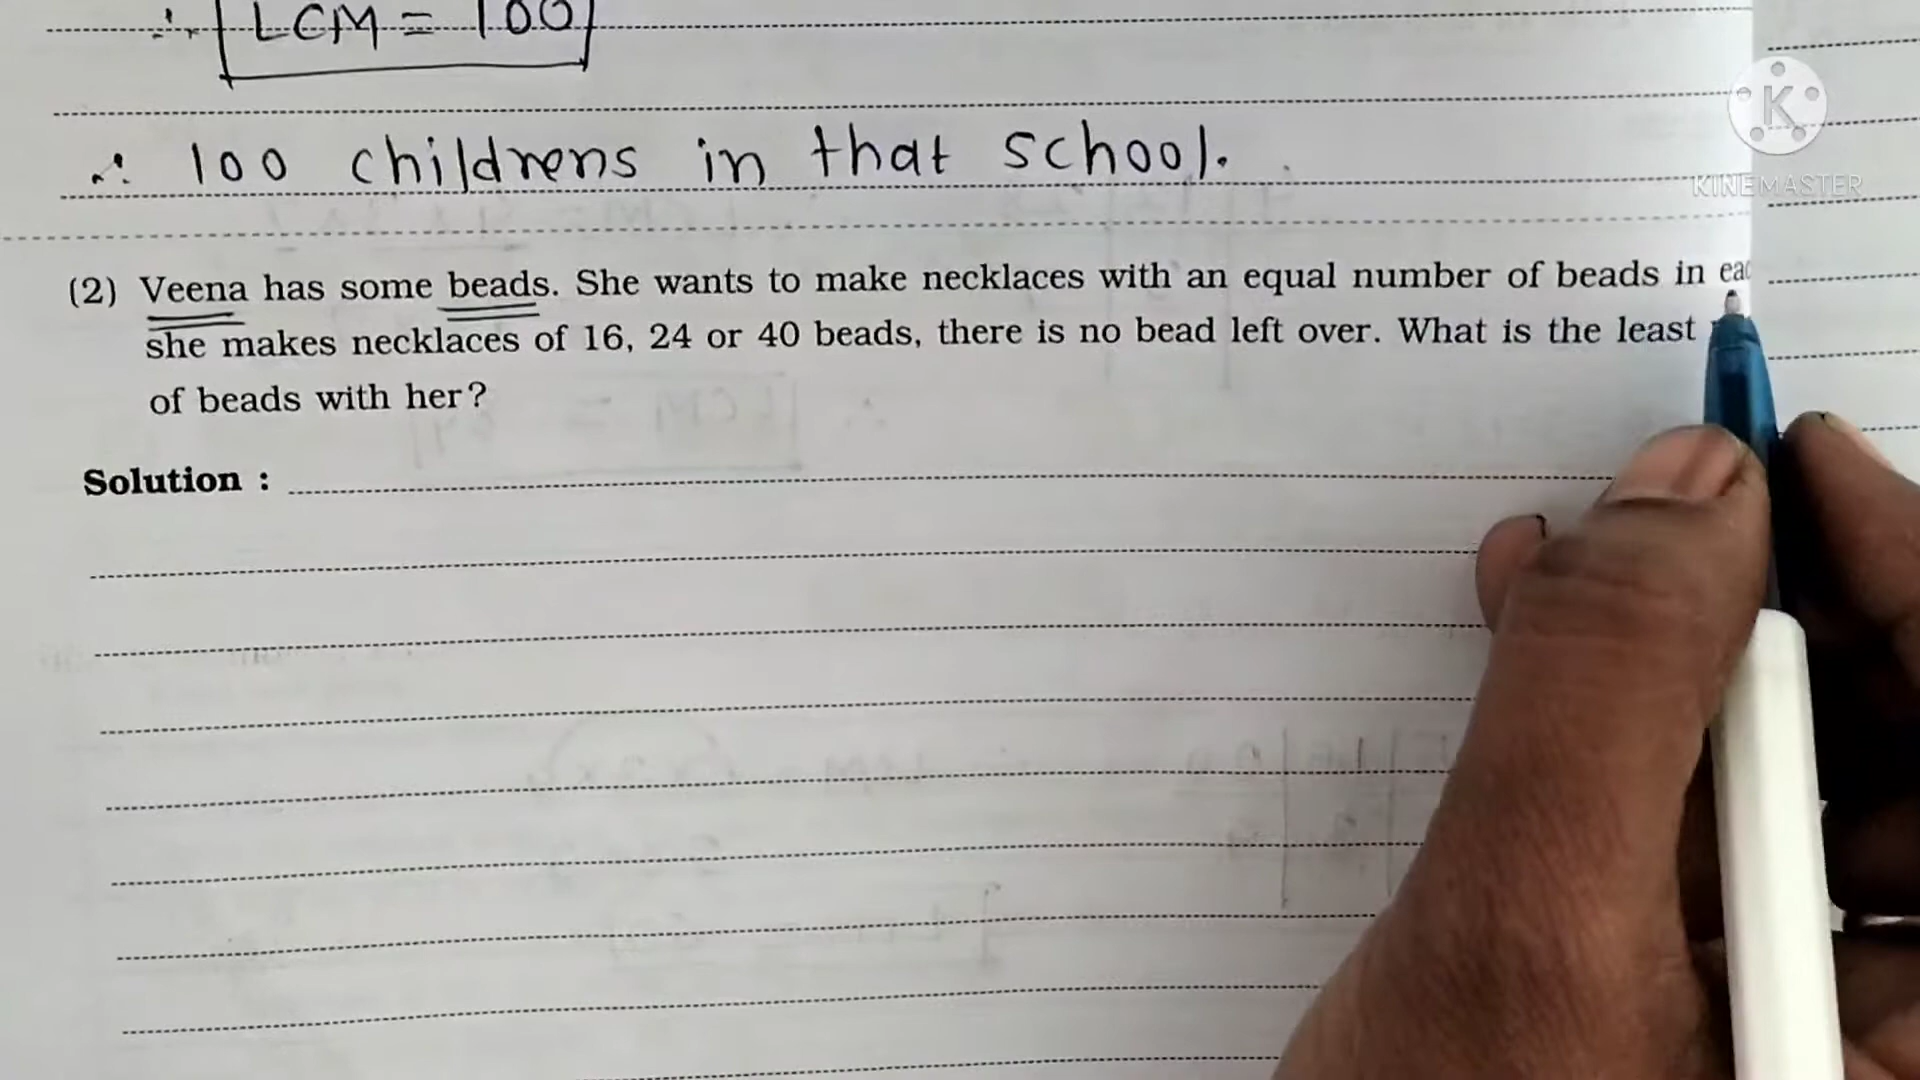 ∴ LCM = 100
∴ 100 childrens in that school.
K
KINEMASTER
(2) Veena has some beads. She wants to make necklaces with an equal number of beads in
she makes necklaces of 16, 24 or 40 beads, there is no bead left over. What is the least
of beads with her?
Solution :